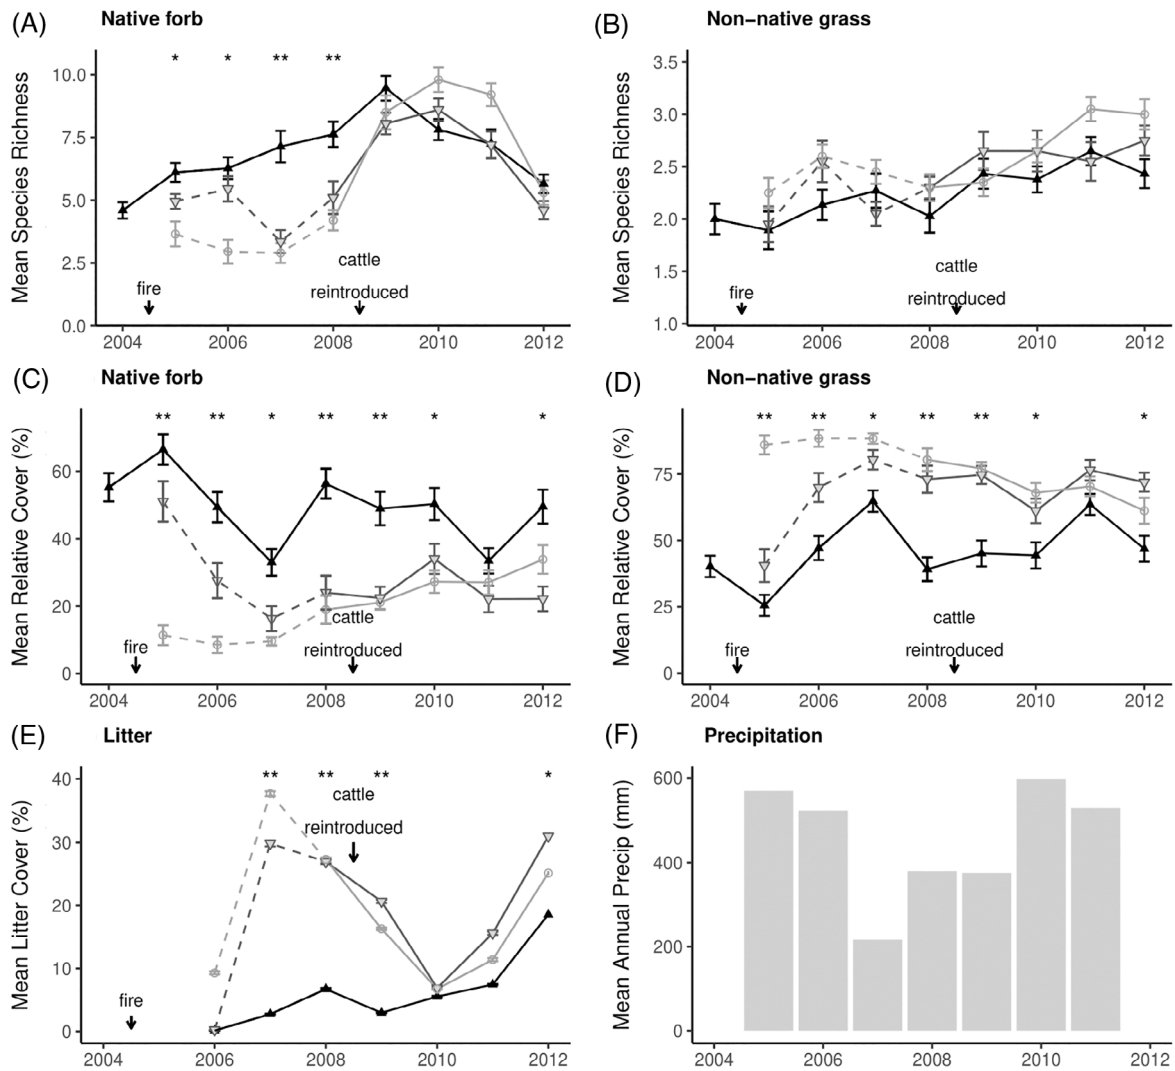 (A) Native forb
* * ** **
Mean Species Richness
10.0
7.5
5.0
2.5
0.0
fire
cattle
reintroduced
2004 2006 2008 2010 2012
(B) Non-native grass
Mean Species Richness
3.5
3.0
2.5
2.0
1.5
1.0
fire
cattle
reintroduced
2004 2006 2008 2010 2012
(C) Native forb
** ** * ** ** * *
Mean Relative Cover (%)
60
40
20
0
fire
cattle
reintroduced
2004 2006 2008 2010 2012
(D) Non-native grass
** ** * ** ** * *
Mean Relative Cover (%)
75
50
25
0
fire
cattle
reintroduced
2004 2006 2008 2010 2012
(E) Litter
** ** ** *
Mean Litter Cover (%)
40
30
20
10
0
fire
cattle
reintroduced
2004 2006 2008 2010 2012
(F) Precipitation
Mean Annual Precip (mm)
600
400
200
0
2004 2006 2008 2010 2012